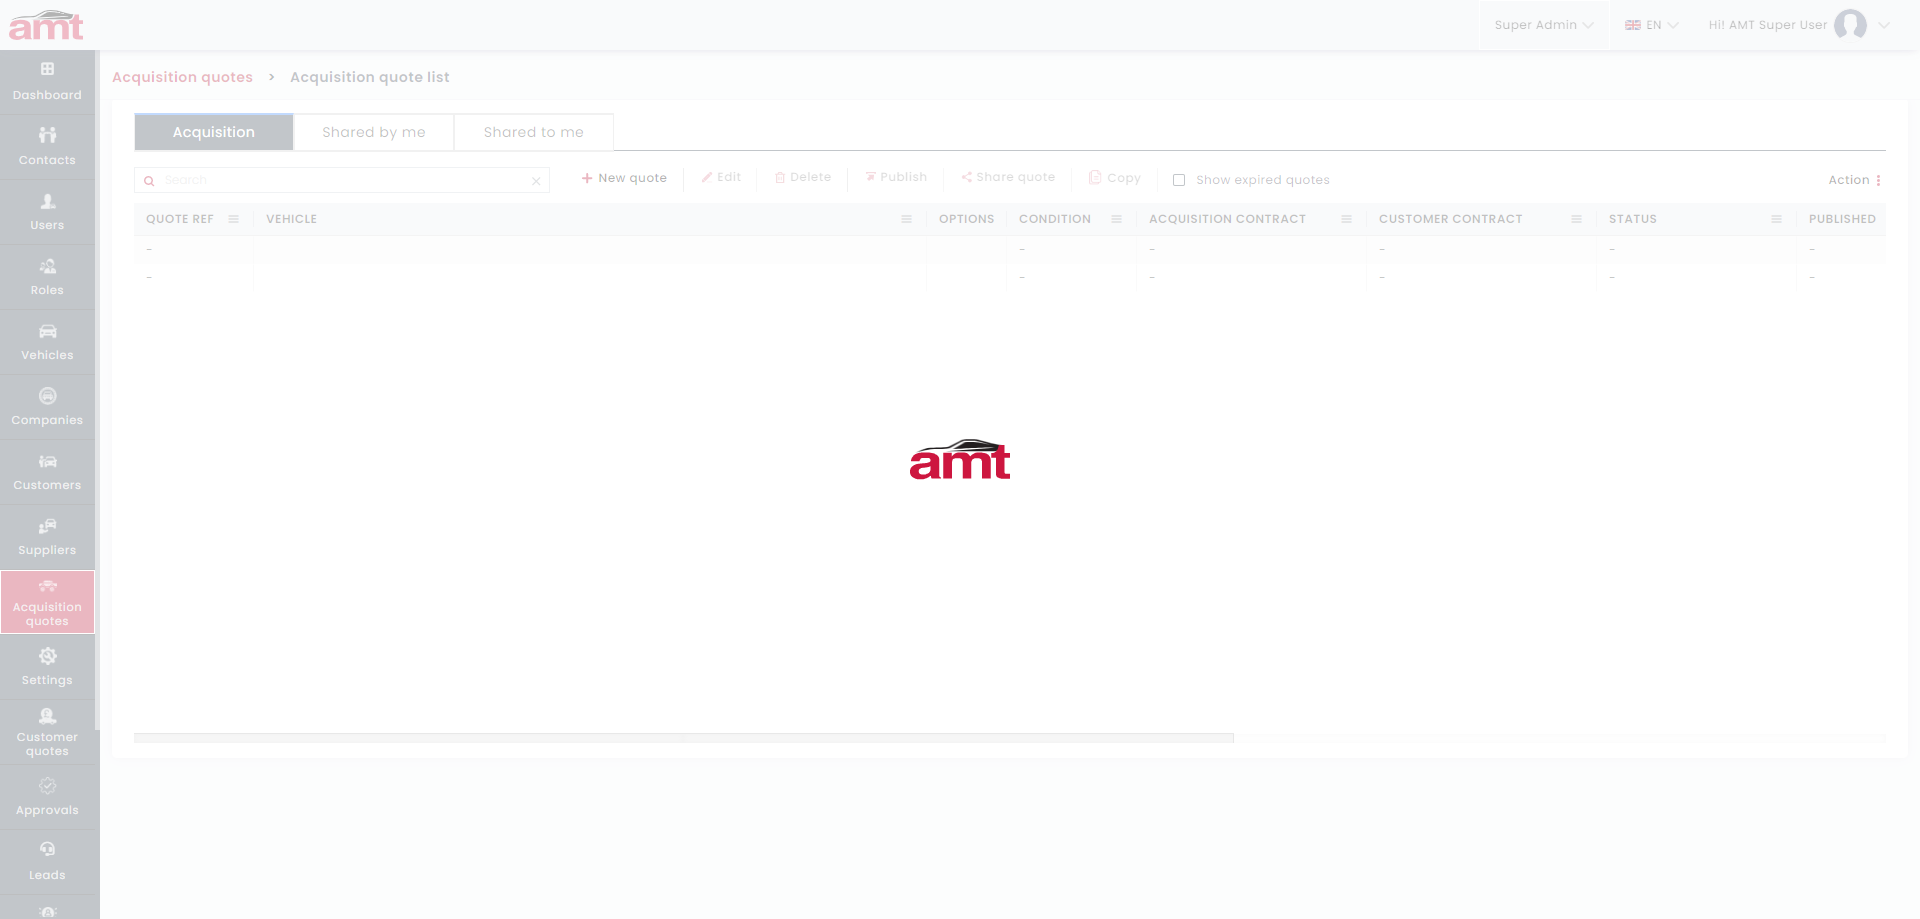 amt
Super Admin
EN
Hi! AMT Super User
Dashboard
Contacts
Users
Roles
Vehicles
Companies
Customers
Suppliers
Acquisition
quotes
Settings
Customer
quotes
Approvals
Leads
Acquisition quotes > Acquisition quote list
Acquisition
Shared by me
Shared to me
Search
New quote
Edit
Delete
Publish
Share quote
Copy
Show expired quotes
Action
QUOTE REF
VEHICLE
OPTIONS
CONDITION
ACQUISITION CONTRACT
CUSTOMER CONTRACT
STATUS
PUBLISHED
- - - - - -
- - - - - -
amt